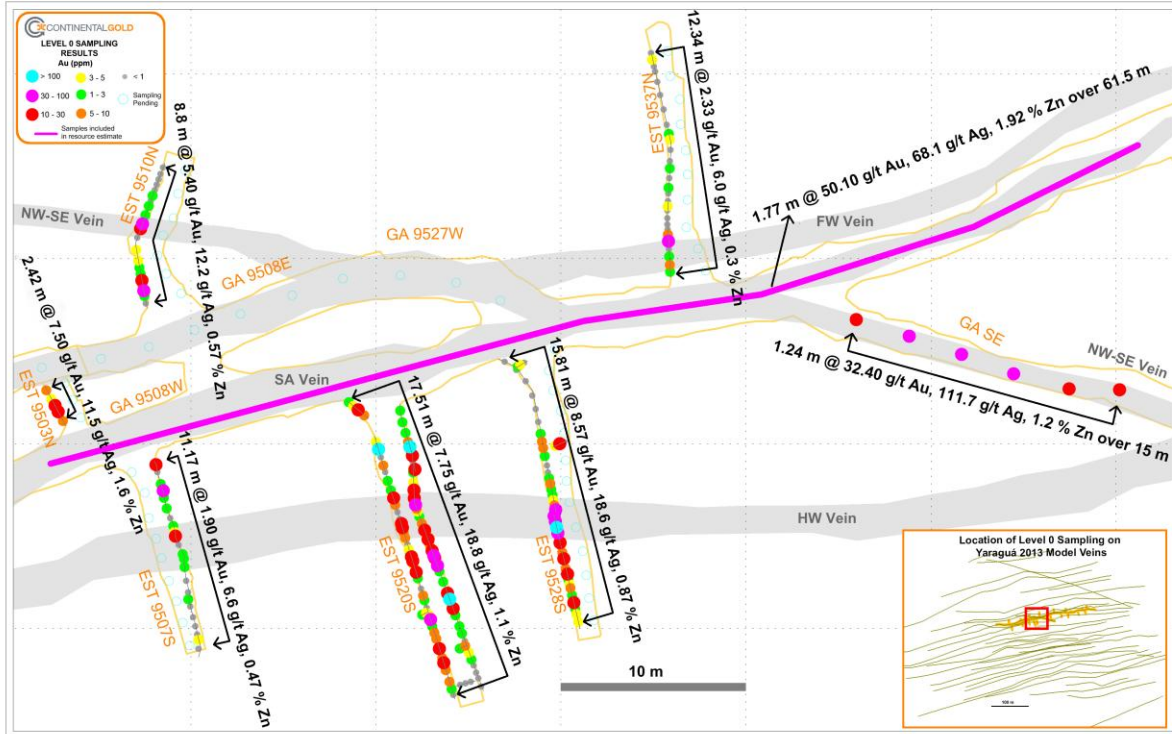 CONTINENTALGOLD
LEVEL 0 SAMPLING
RESULTS
Au (ppm)
> 100
3 - 5
< 1
30 - 100
1 - 3
Sampling
Pending
10 - 30
5 - 10
Samples included
in resource estimate
EST 9510N
8.8 m @ 5.40 g/t Au, 12.2 g/t Ag, 0.57 % Zn
NW-SE Vein
GA 9527W
GA 9508E
EST 9537N
12.34 m @ 2.33 g/t Au, 6.0 g/t Ag, 0.3 % Zn
1.77 m @ 50.10 g/t Au, 68.1 g/t Ag, 1.92 % Zn over 61.5 m
FW Vein
2.42 m @ 7.50 g/t Au, 11.5 g/t Ag, 1.6 % Zn
EST 9503N
GA 9508W
SA Vein
GA SE
NW-SE Vein
1.24 m @ 32.40 g/t Au, 111.7 g/t Ag, 1.2 % Zn over 15 m
11.17 m @ 1.90 g/t Au, 6.6 g/t Ag, 0.47 % Zn
EST 9507S
17.51 m @ 7.75 g/t Au, 18.8 g/t Ag, 1.1 % Zn
EST 9520S
15.81 m @ 8.57 g/t Au, 18.6 g/t Ag, 0.87 % Zn
EST 9528S
HW Vein
10 m
Location of Level 0 Sampling on
Yaraguá 2013 Model Veins
100 m